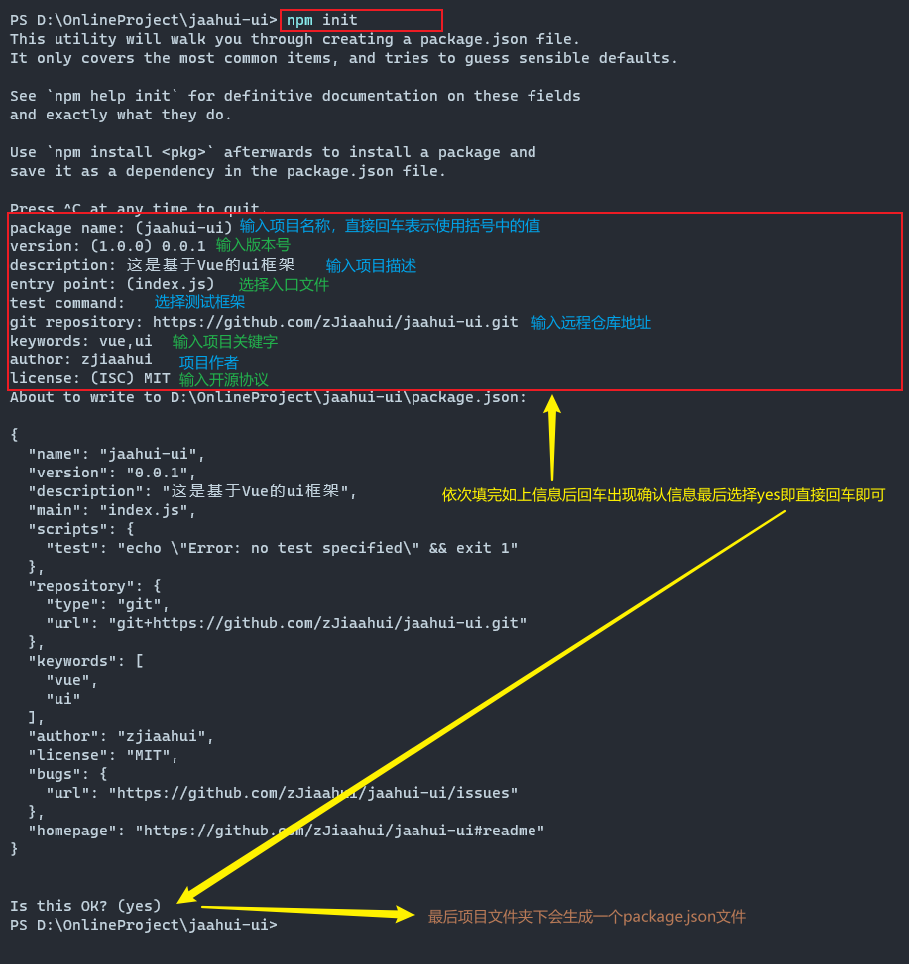 PS D:\OnlineProject\jaahui-ui> npm init
This utility will walk you through creating a package.json file.
It only covers the most common items, and tries to guess sensible defaults.
See `npm help init` for definitive documentation on these fields
and exactly what they do.
Use `npm install <pkg>` afterwards to install a package and
save it as a dependency in the package.json file.
Press ^C at any time to quit.
package name: (jaahui-ui) 输入项目名称，直接回车表示使用括号中的值
version: (1.0.0) 0.0.1 输入版本号
description: 这是基于Vue的ui框架 输入项目描述
entry point: (index.js) 选择入口文件
test command: 选择测试框架
git repository: https://github.com/zJiaahui/jaahui-ui.git 输入远程仓库地址
keywords: vue,ui 输入项目关键字
author: zjiaahui 项目作者
license: (ISC) MIT 输入开源协议
About to write to D:\OnlineProject\jaahui-ui\package.json:
{
"name": "jaahui-ui",
"version": "0.0.1",
"description": "这是基于Vue的ui框架",
依次填完如上信息后回车出现确认信息最后选择yes即直接回车即可
"main": "index.js",
"scripts": {
"test": "echo \"Error: no test specified\" && exit 1"
},
"repository": {
"type": "git",
"url": "git+https://github.com/zJiaahui/jaahui-ui.git"
},
"keywords": [
"vue",
"ui"
],
"author": "zjiaahui",
"license": "MIT",
"bugs": {
"url": "https://github.com/zJiaahui/jaahui-ui/issues"
},
"homepage": "https://github.com/zJiaahui/jaahui-ui#readme"
}
Is this OK? (yes)
最后项目文件夹下会生成一个package.json文件
PS D:\OnlineProject\jaahui-ui>